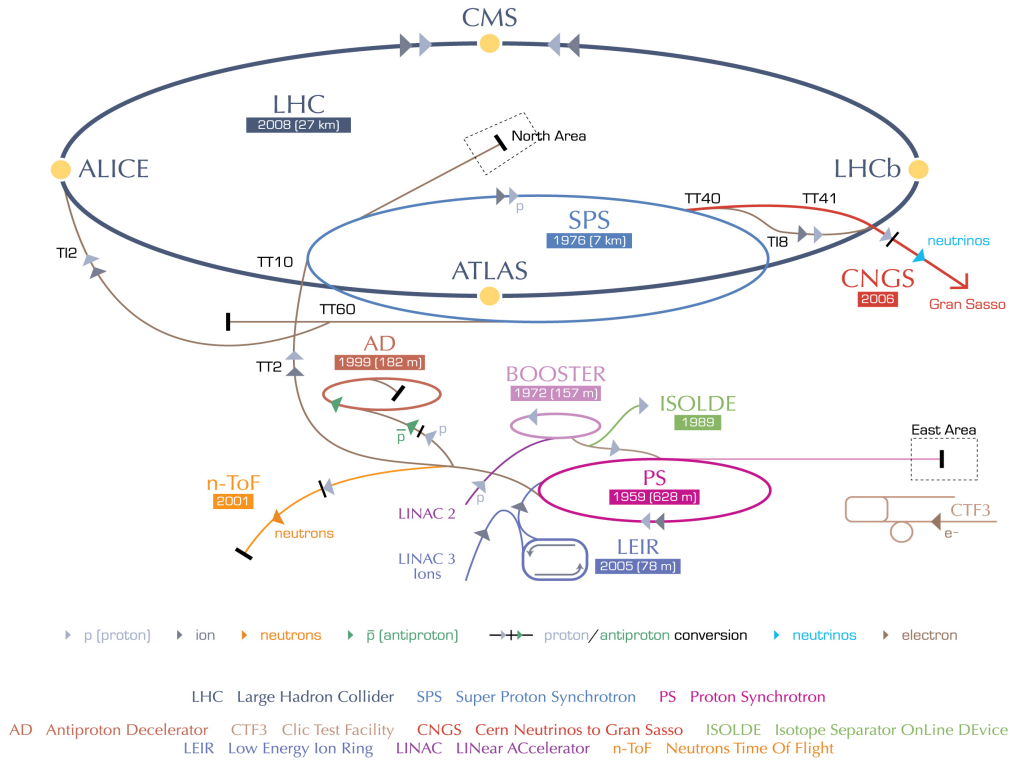 CMS
LHC
2008 (27 km)
North Area
ALICE
LHCb
TT40
TT41
p
SPS
1976 (7 km)
TI8
neutrinos
TI2
TT10
ATLAS
CNGS
2006
Gran Sasso
TT60
AD
1999 (182 m)
TT2
BOOSTER
1972 (157 m)
ISOLDE
1989
p̅
p
East Area
n-ToF
2001
neutrons
PS
1959 (628 m)
p
LINAC 2
CTF3
e-
LEIR
2005 (78 m)
LINAC 3
Ions
p (proton) ion neutrons p̅ (antiproton) proton/antiproton conversion neutrinos electron
LHC Large Hadron Collider SPS Super Proton Synchrotron PS Proton Synchrotron
AD Antiproton Decelerator CTF3 Clic Test Facility CNGS Cern Neutrinos to Gran Sasso ISOLDE Isotope Separator OnLine DEvice
LEIR Low Energy Ion Ring LINAC LINear ACcelerator n-ToF Neutrons Time Of Flight